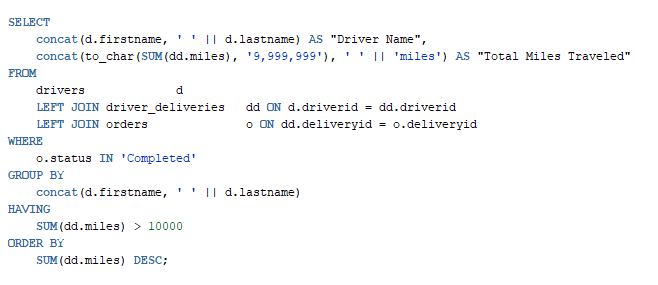 SELECT
    concat(d.firstname, ' ' || d.lastname) AS "Driver Name",
    concat(to_char(SUM(dd.miles), '9,999,999'), ' ' || 'miles') AS "Total Miles Traveled"
FROM
    drivers            d
    LEFT JOIN driver_deliveries   dd ON d.driverid = dd.driverid
    LEFT JOIN orders              o ON dd.deliveryid = o.deliveryid
WHERE
    o.status IN 'Completed'
GROUP BY
    concat(d.firstname, ' ' || d.lastname)
HAVING
    SUM(dd.miles) > 10000
ORDER BY
    SUM(dd.miles) DESC;